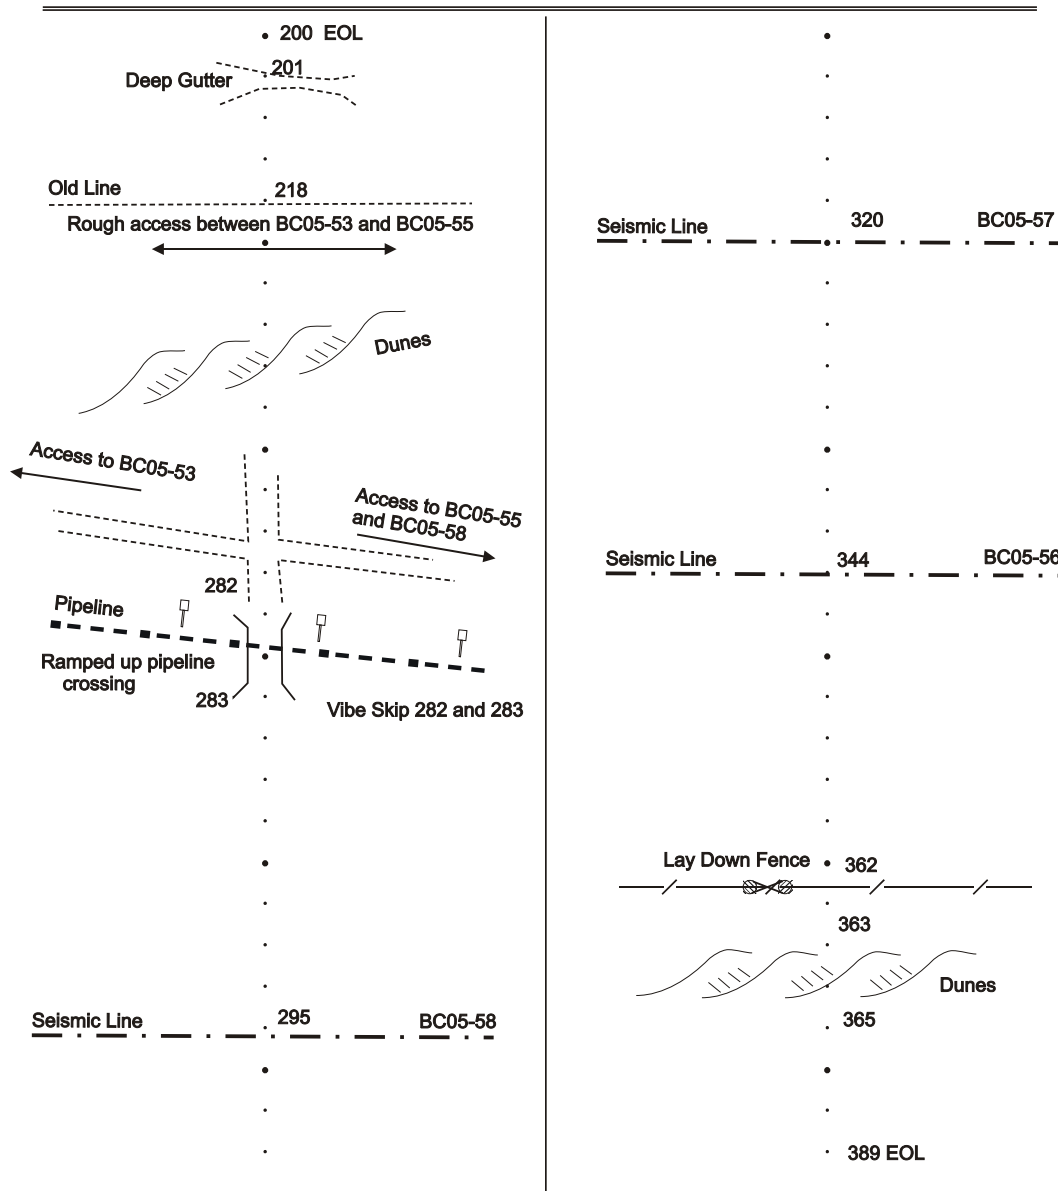 200 EOL
201
Deep Gutter
Old Line
218
Rough access between BC05-53 and BC05-55
Dunes
Access to BC05-53
Access to BC05-55
and BC05-58
282
Pipeline
Ramped up pipeline
crossing
283
Vibe Skip 282 and 283
Seismic Line
295
BC05-58
Seismic Line
320
BC05-57
Seismic Line
344
BC05-56
Lay Down Fence
362
363
Dunes
365
389 EOL